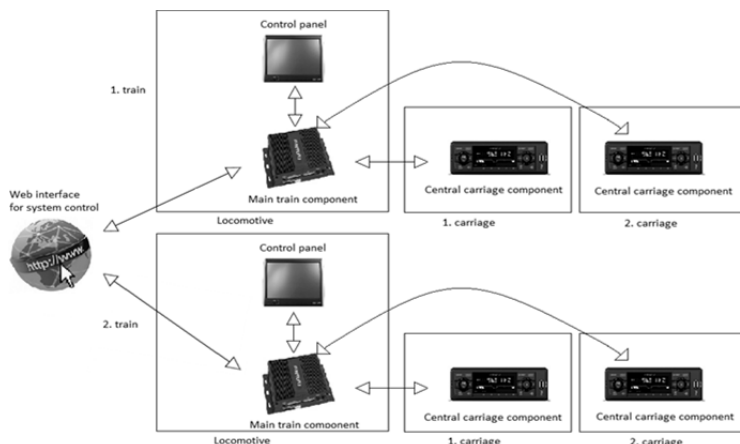 Control panel
1. train
Main train component
Central carriage component
Central carriage component
Locomotive
1. carriage
2. carriage
Web interface
for system control
http://www
Control panel
2. train
Main train component
Central carriage component
Central carriage component
Locomotive
1. carriage
2. carriage